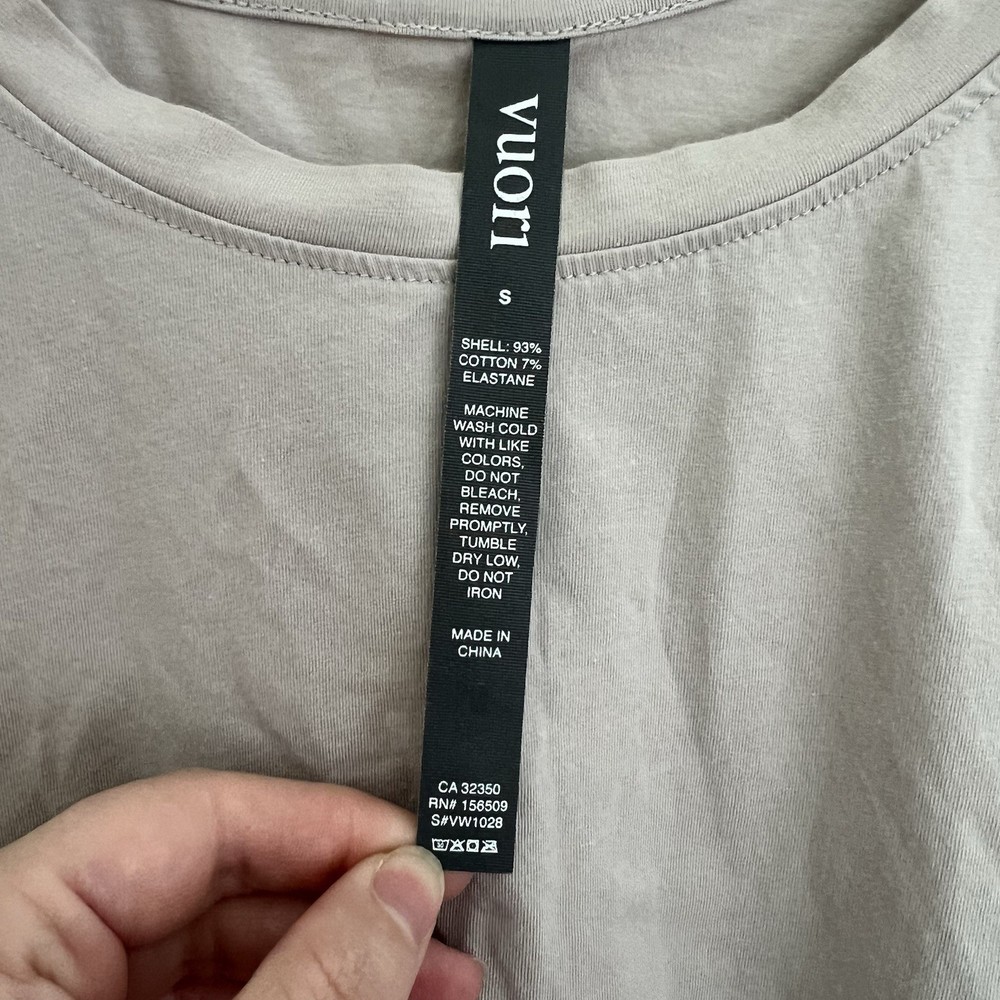 vuori
S
SHELL: 93%
COTTON 7%
ELASTANE
MACHINE
WASH COLD
WITH LIKE
COLORS,
DO NOT
BLEACH,
REMOVE
PROMPTLY,
TUMBLE
DRY LOW,
DO NOT
IRON
MADE IN
CHINA
CA 32350
RN# 156509
S#VW1028